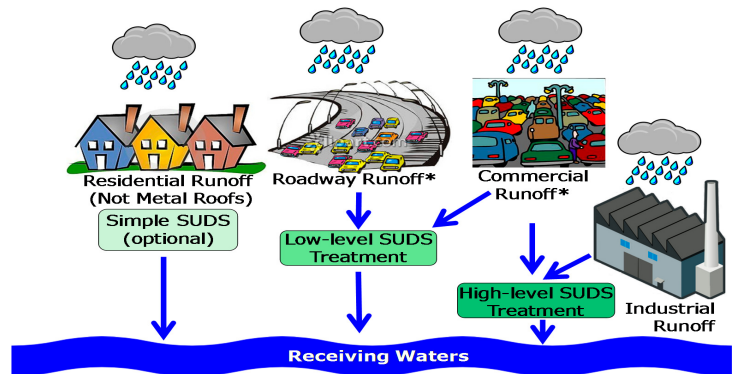 Residential Runoff
(Not Metal Roofs)
Simple SUDS
(optional)
Roadway Runoff*
Low-level SUDS
Treatment
Commercial
Runoff*
High-level SUDS
Treatment
Industrial
Runoff
Receiving Waters